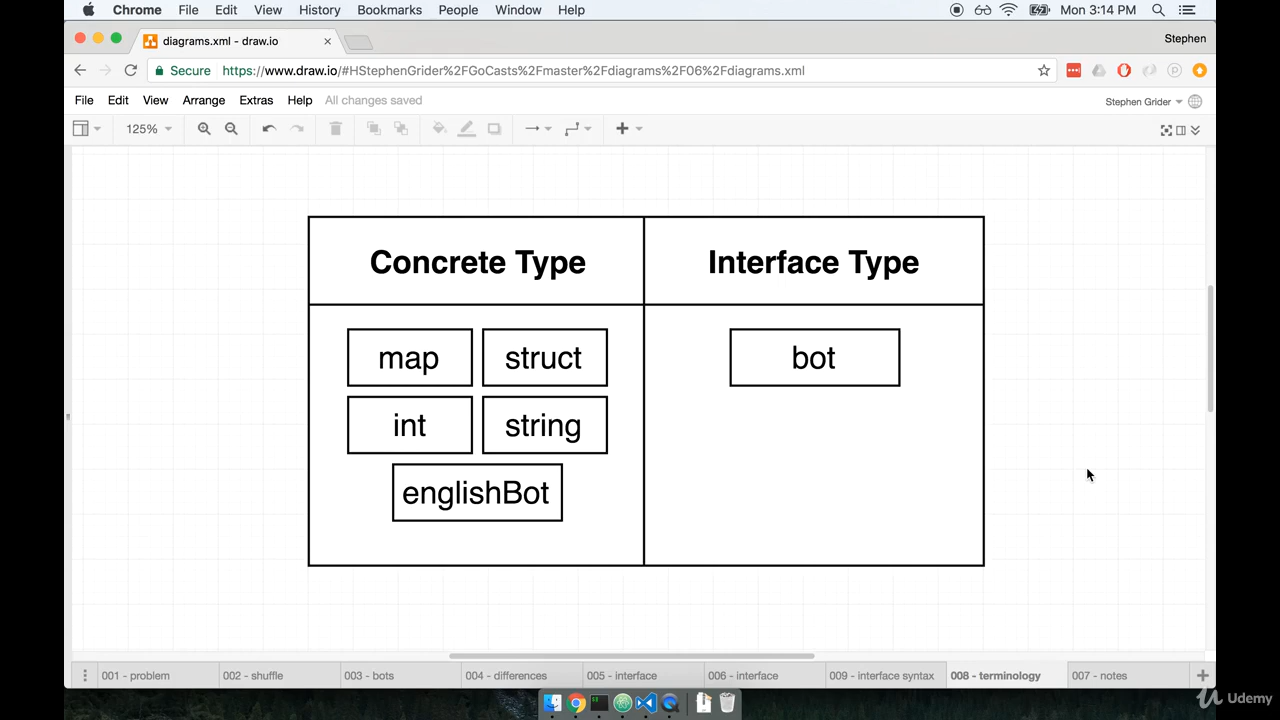 Chrome File Edit View History Bookmarks People Window Help Mon 3:14 PM
diagrams.xml - draw.io Stephen
Secure https://www.draw.io/#HStephenGrider%2FGoCasts%2Fmaster%2Fdiagrams%2F06%2Fdiagrams.xml
File Edit View Arrange Extras Help All changes saved Stephen Grider
125%
Concrete Type Interface Type
map struct bot
int string
englishBot
001 - problem 002 - shuffle 003 - bots 004 - differences 005 - interface 006 - interface 009 - interface syntax 008 - terminology 007 - notes
Udemy